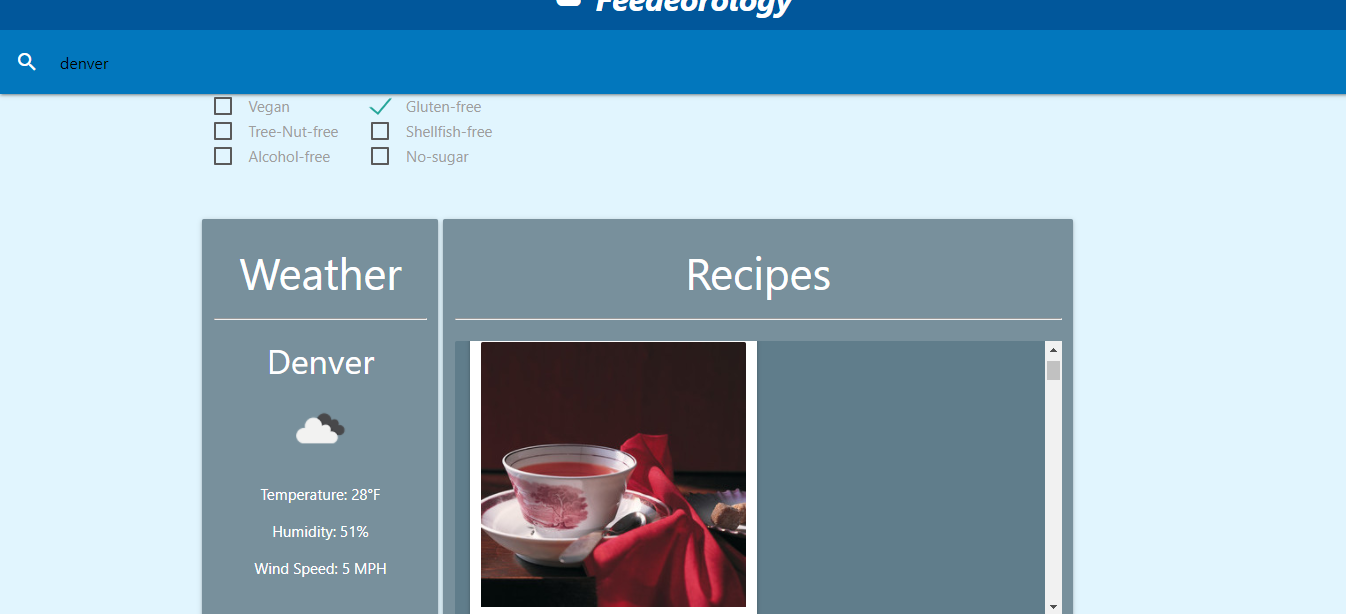 Feedeorology
denver
Vegan Gluten-free
Tree-Nut-free Shellfish-free
Alcohol-free No-sugar
Weather
Recipes
Denver
Temperature: 28°F
Humidity: 51%
Wind Speed: 5 MPH